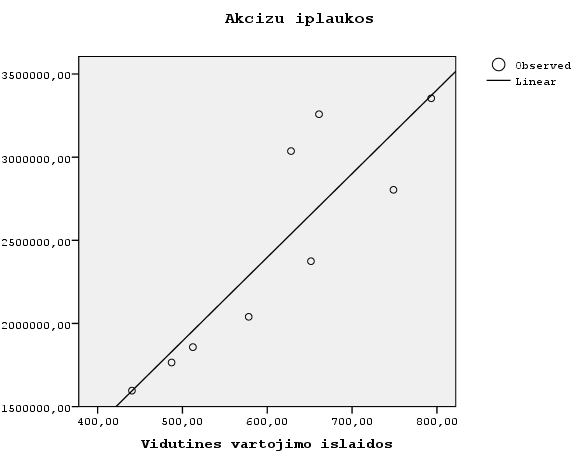 Akcizu iplaukos
Observed
Linear
3500000,00
3000000,00
2500000,00
2000000,00
1500000,00
400,00 500,00 600,00 700,00 800,00
Vidutines vartojimo islaidos